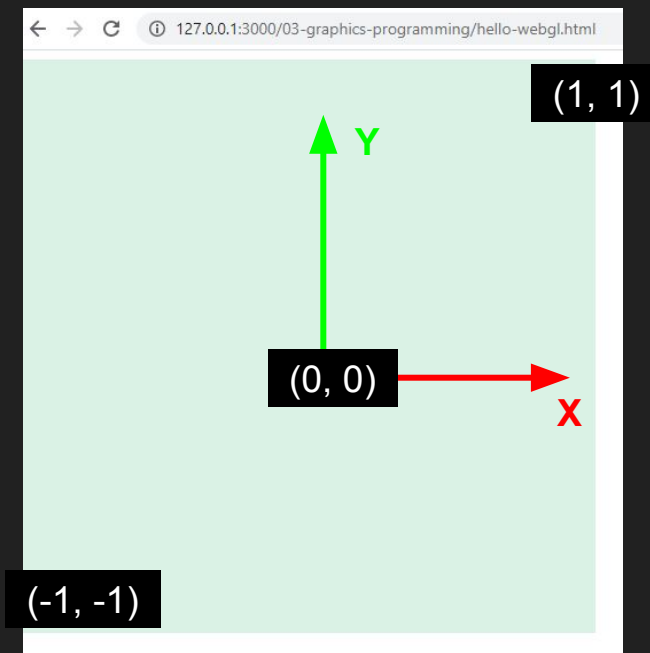 127.0.0.1:3000/03-graphics-programming/hello-webgl.html
(1, 1)
Y
(0, 0)
X
(-1, -1)